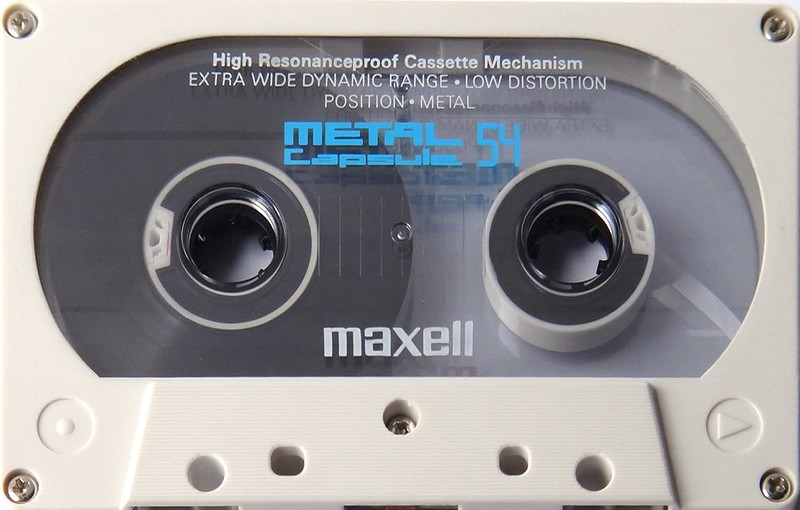 High Resonanceproof Cassette Mechanism
EXTRA WIDE DYNAMIC RANGE • LOW DISTORTION
POSITION • METAL
METAL
Capsule 54
maxell